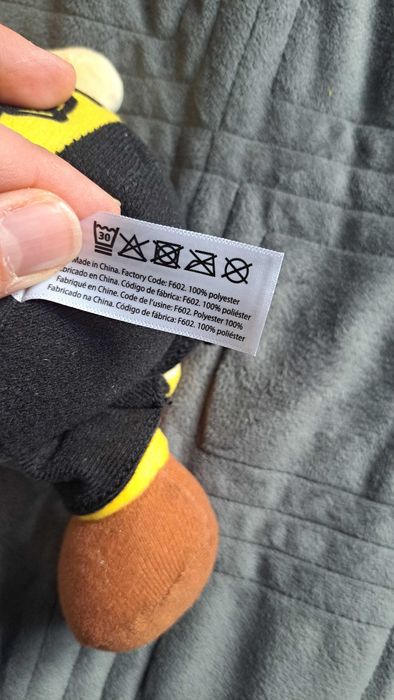 30
Made in China. Factory Code: F602. 100% polyester
Fabricado en China. Código de fábrica: F602. 100% poliéster
Fabriqué en Chine. Code de l'usine: F602. Polyester 100%
Fabricado na China. Código de fábrica: F602. 100% poliéster